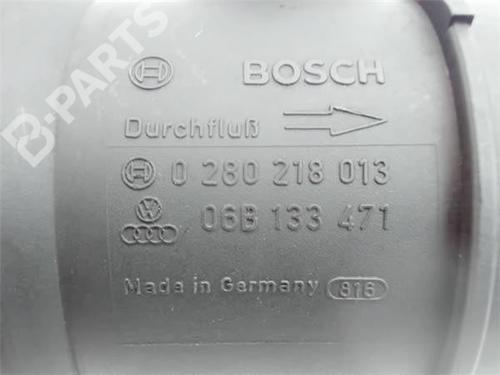 B-PARTS
BOSCH
Durchfluß
0 280 218 013
06B 133 471
Made in Germany 816